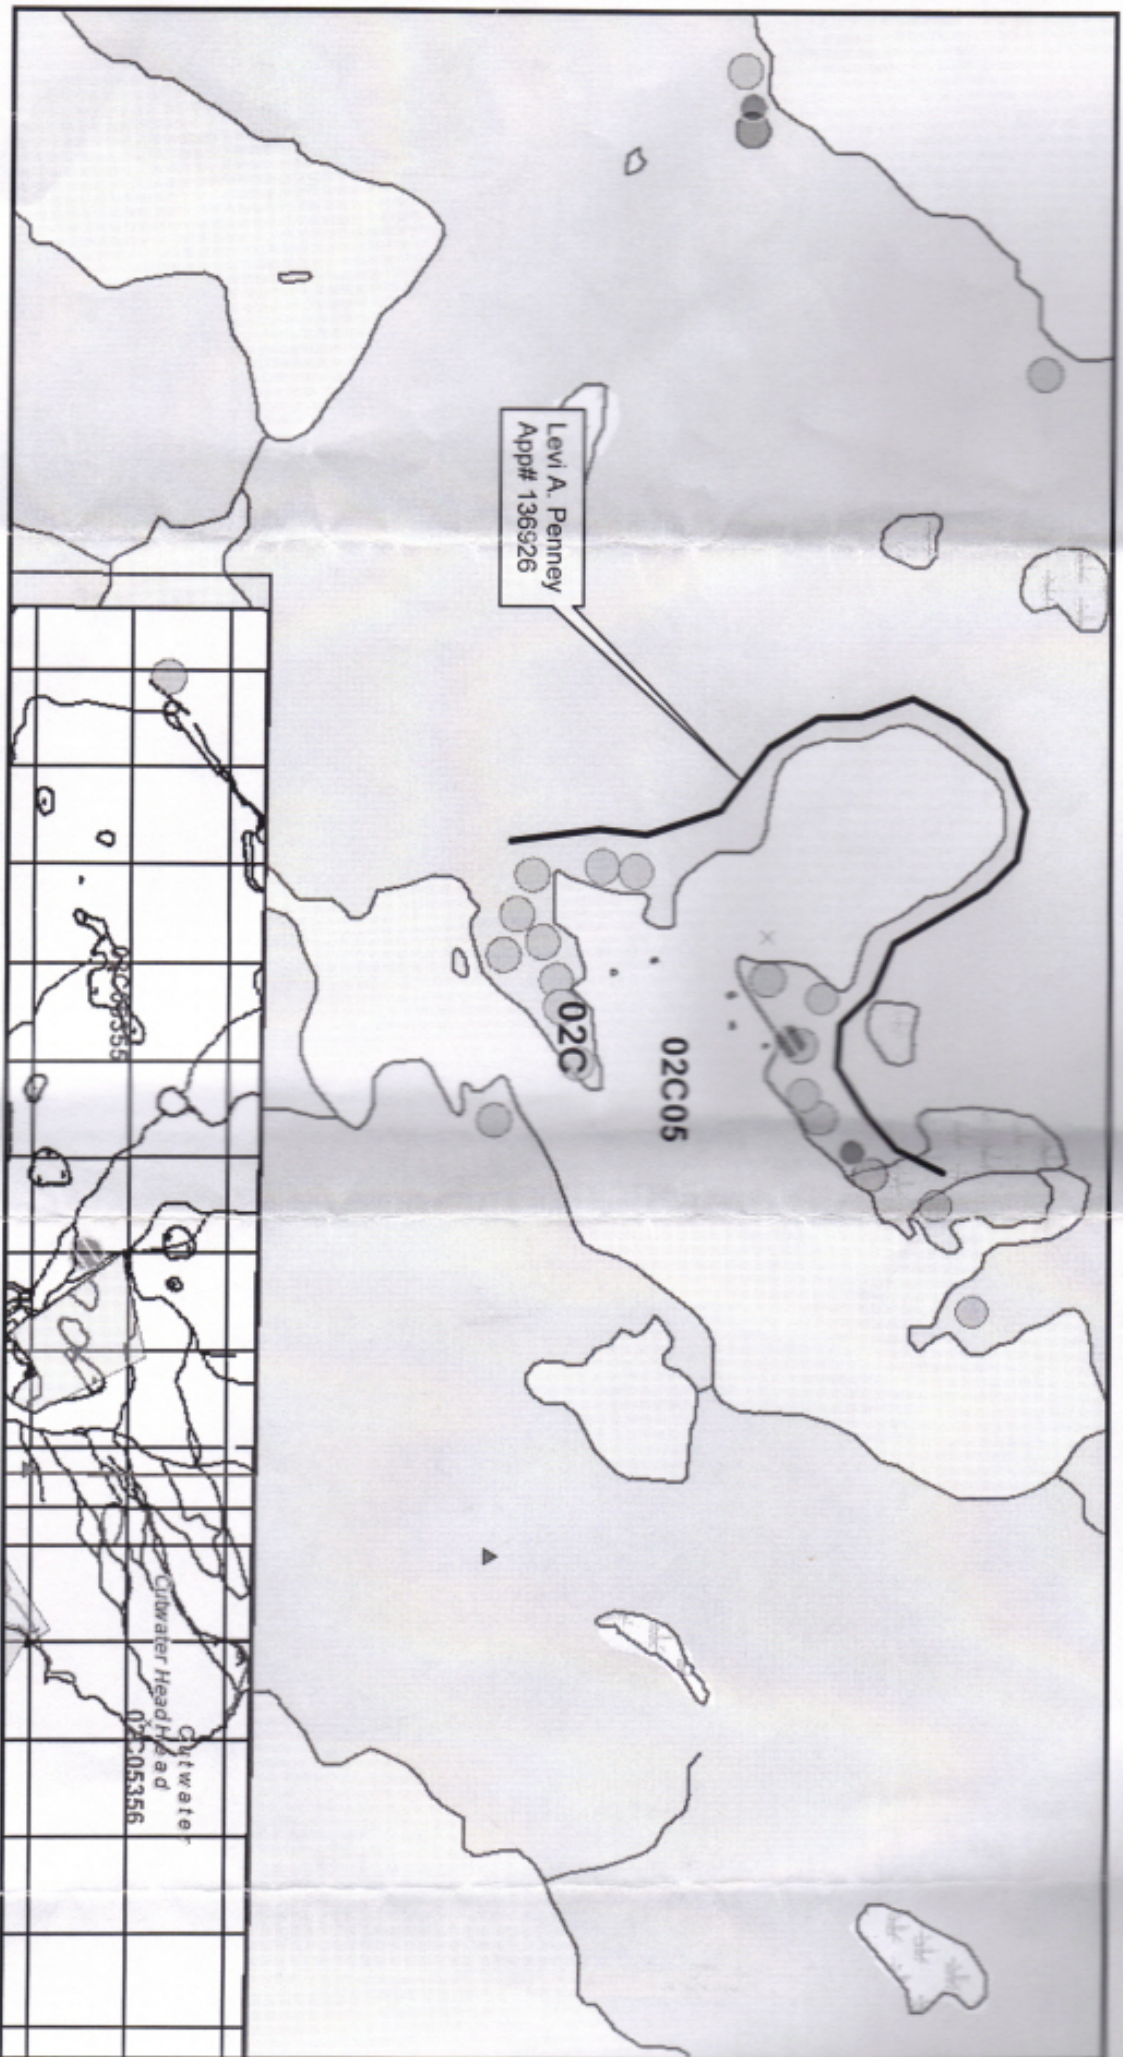 Levi A. Penney
App# 136926
02C05
02C
Cutwater
Cutwater Head Head
02C05356